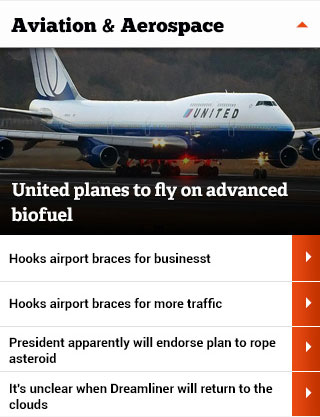 Aviation & Aerospace
UNITED
United planes to fly on advanced
biofuel
Hooks airport braces for businesst
Hooks airport braces for more traffic
President apparently will endorse plan to rope
asteroid
It's unclear when Dreamliner will return to the
clouds